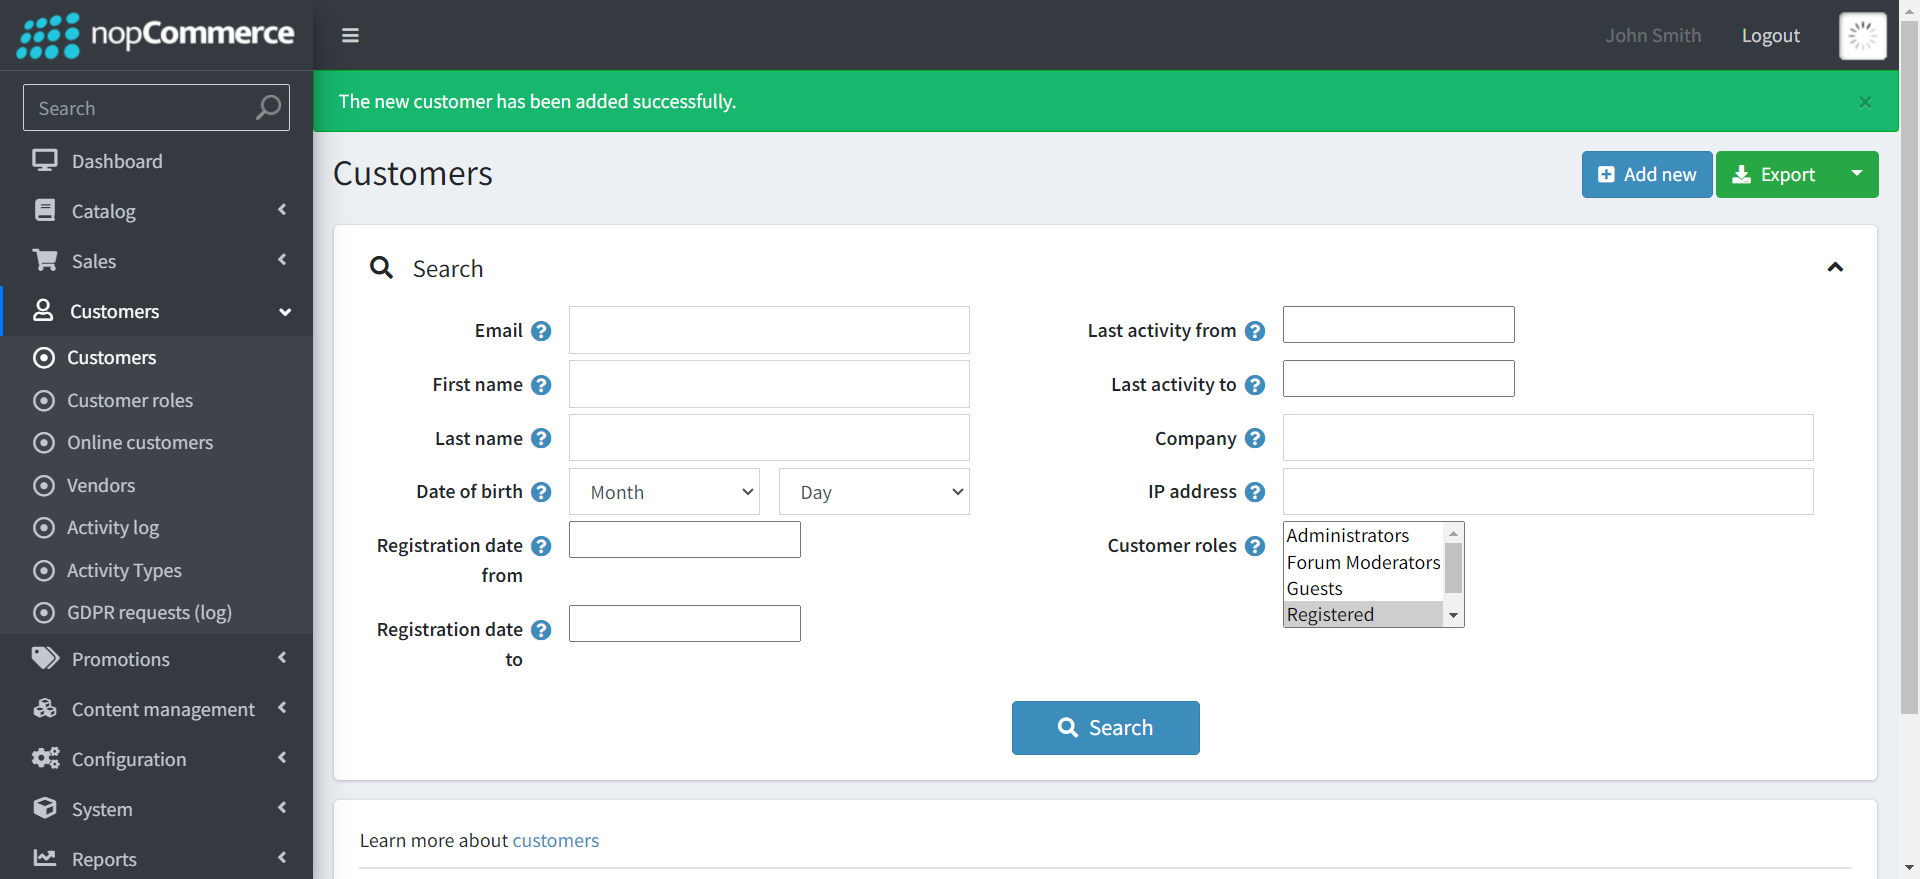 nopCommerce
John Smith
Logout
The new customer has been added successfully.
×
Search
Dashboard
Catalog
Sales
Customers
Customers
Customer roles
Online customers
Vendors
Activity log
Activity Types
GDPR requests (log)
Promotions
Content management
Configuration
System
Reports
Customers
Add new
Export
Search
Email ?
First name ?
Last name ?
Date of birth ? Month Day
Registration date ?
from
Registration date ?
to
Last activity from ?
Last activity to ?
Company ?
IP address ?
Customer roles ?
Administrators
Forum Moderators
Guests
Registered
Search
Learn more about customers